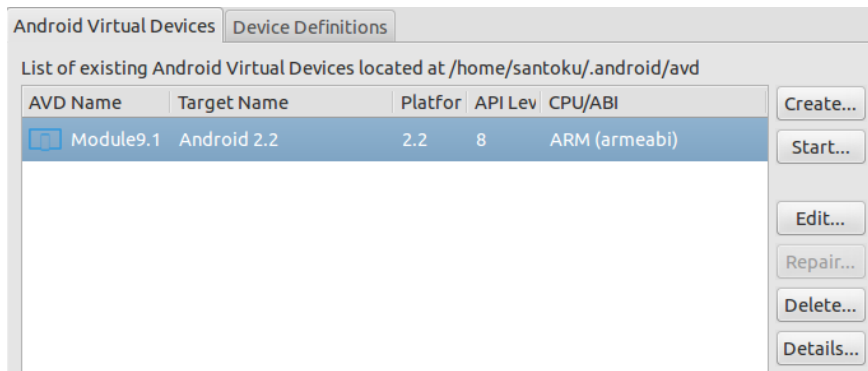 Android Virtual Devices Device Definitions
List of existing Android Virtual Devices located at /home/santoku/.android/avd
AVD Name Target Name Platfor API Lev CPU/ABI
Module9.1 Android 2.2 2.2 8 ARM (armeabi)
Create...
Start...
Edit...
Repair...
Delete...
Details...